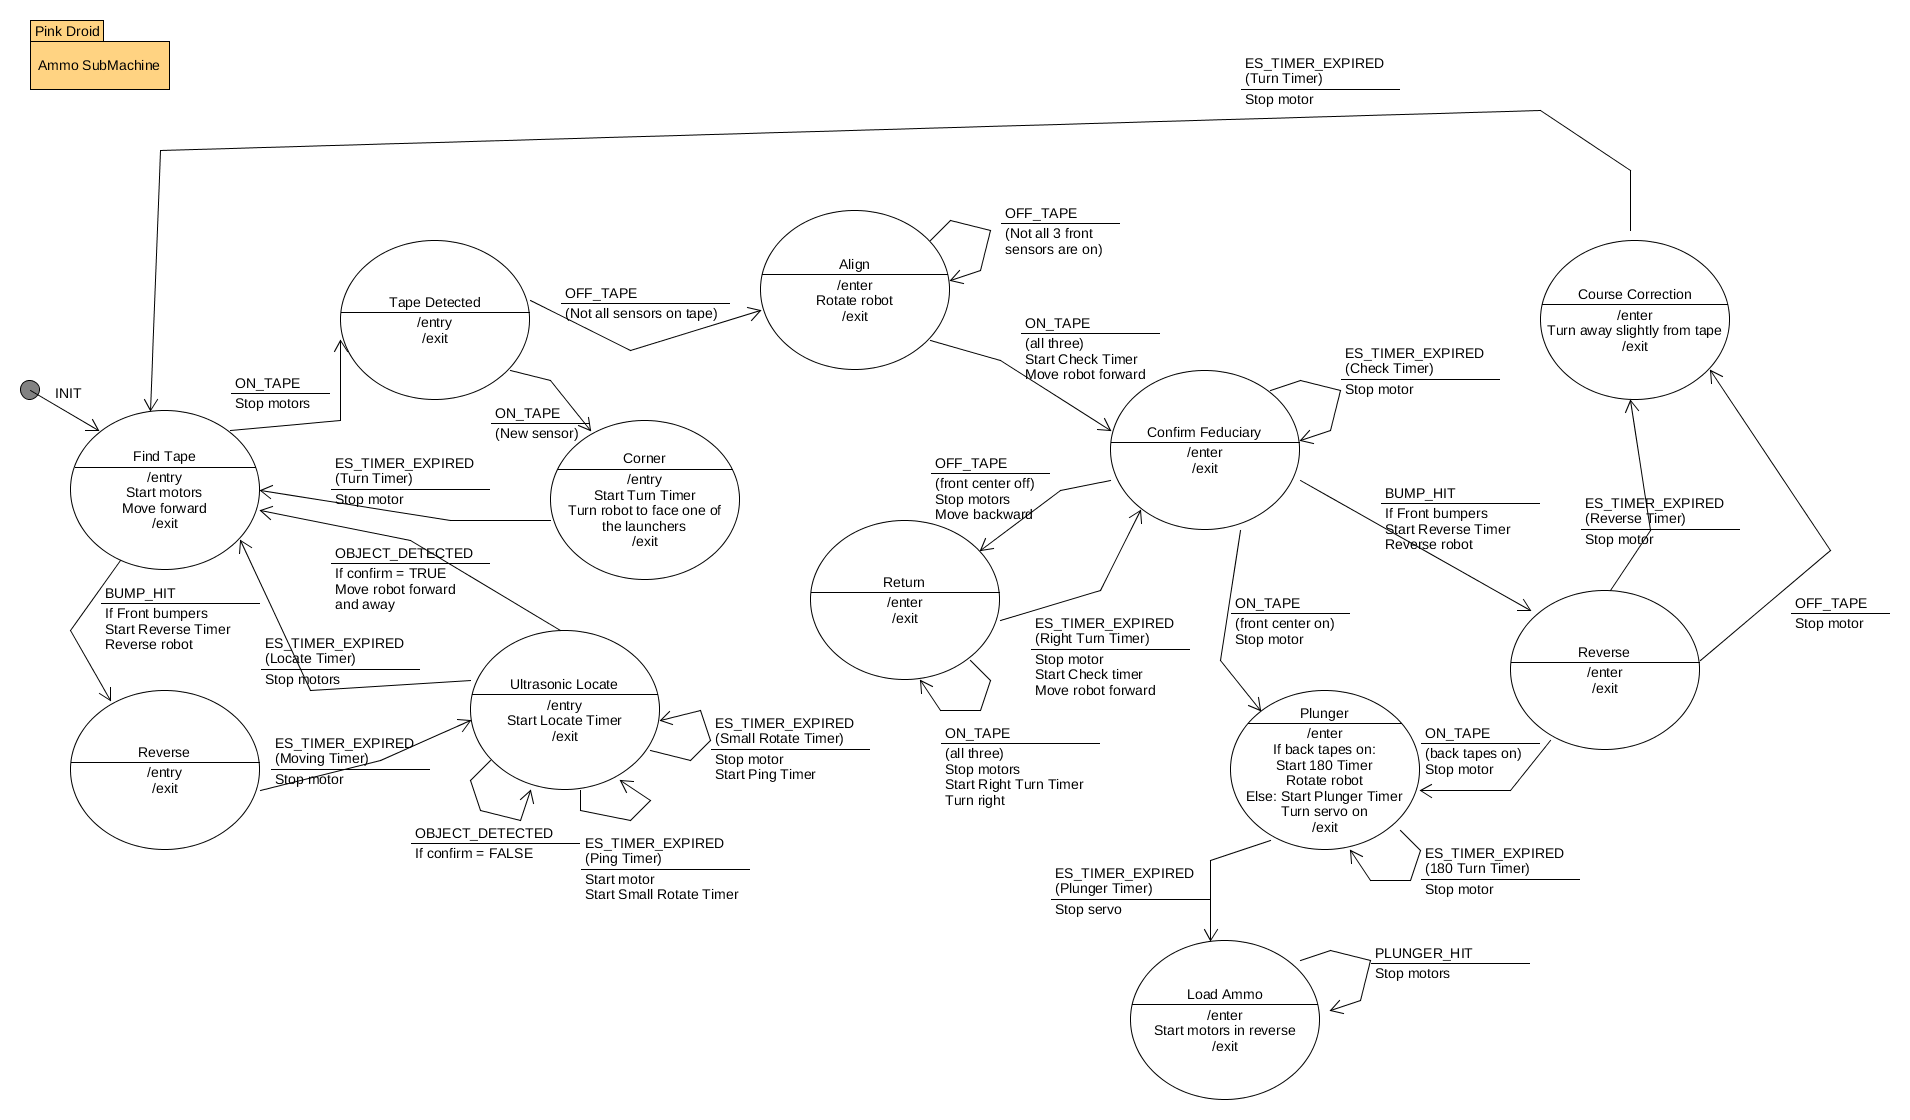 Pink Droid
Ammo SubMachine
ES_TIMER_EXPIRED
(Turn Timer)
Stop motor
OFF_TAPE
(Not all 3 front
sensors are on)
Align
/enter
Rotate robot
/exit
Tape Detected
/entry
/exit
OFF_TAPE
(Not all sensors on tape)
Course Correction
/enter
Turn away slightly from tape
/exit
ON_TAPE
(all three)
Start Check Timer
Move robot forward
ES_TIMER_EXPIRED
(Check Timer)
Stop motor
INIT
ON_TAPE
Stop motors
ON_TAPE
(New sensor)
Find Tape
/entry
Start motors
Move forward
/exit
ES_TIMER_EXPIRED
(Turn Timer)
Stop motor
Corner
/entry
Start Turn Timer
Turn robot to face one of
the launchers
/exit
Confirm Feduciary
/enter
/exit
OFF_TAPE
(front center off)
Stop motors
Move backward
BUMP_HIT
If Front bumpers
Start Reverse Timer
Reverse robot
ES_TIMER_EXPIRED
(Reverse Timer)
Stop motor
OBJECT_DETECTED
If confirm = TRUE
Move robot forward
and away
BUMP_HIT
If Front bumpers
Start Reverse Timer
Reverse robot
Return
/enter
/exit
ON_TAPE
(front center on)
Stop motor
OFF_TAPE
Stop motor
ES_TIMER_EXPIRED
(Locate Timer)
Stop motors
ES_TIMER_EXPIRED
(Right Turn Timer)
Stop motor
Start Check timer
Move robot forward
Reverse
/enter
/exit
Ultrasonic Locate
/entry
Start Locate Timer
/exit
ES_TIMER_EXPIRED
(Small Rotate Timer)
Stop motor
Start Ping Timer
Reverse
/entry
/exit
ES_TIMER_EXPIRED
(Moving Timer)
Stop motor
ON_TAPE
(all three)
Stop motors
Start Right Turn Timer
Turn right
Plunger
/enter
If back tapes on:
Start 180 Timer
Rotate robot
Else: Start Plunger Timer
Turn servo on
/exit
ON_TAPE
(back tapes on)
Stop motor
OBJECT_DETECTED
If confirm = FALSE
ES_TIMER_EXPIRED
(Ping Timer)
Start motor
Start Small Rotate Timer
ES_TIMER_EXPIRED
(180 Turn Timer)
Stop motor
ES_TIMER_EXPIRED
(Plunger Timer)
Stop servo
PLUNGER_HIT
Stop motors
Load Ammo
/enter
Start motors in reverse
/exit